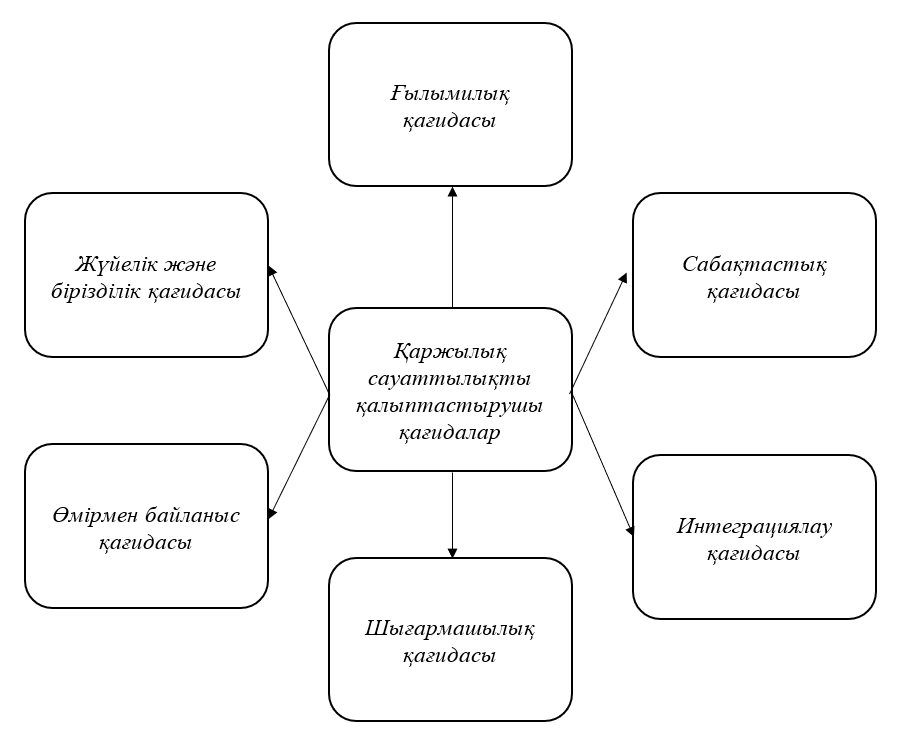 Ғылымилық
қағидасы
Жүйелік және
бірізділік қағидасы
Сабақтастық
қағидасы
Қаржылық
сауаттылықты
қалыптастырушы
қағидалар
Өмірмен байланыс
қағидасы
Интеграциялау
қағидасы
Шығармашылық
қағидасы